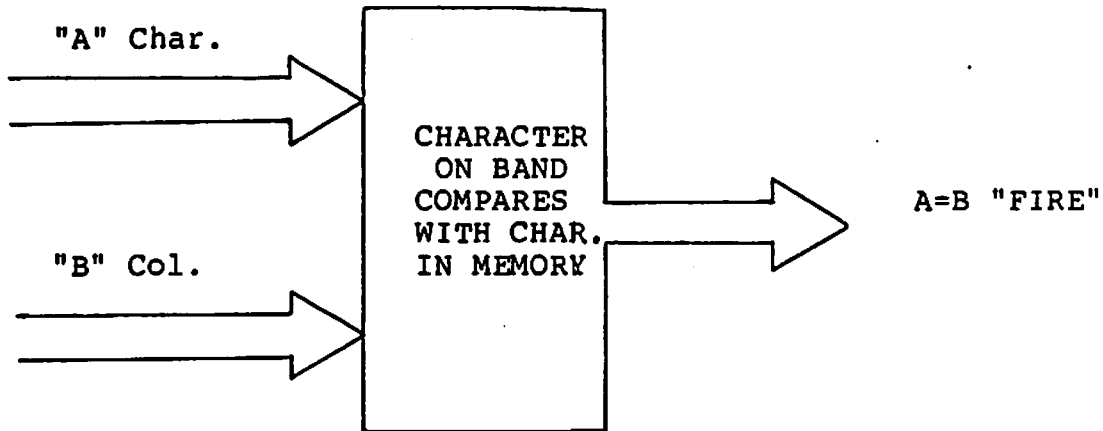 "A" Char.
CHARACTER
ON BAND
COMPARES
WITH CHAR.
IN MEMORY
A=B "FIRE"
"B" Col.